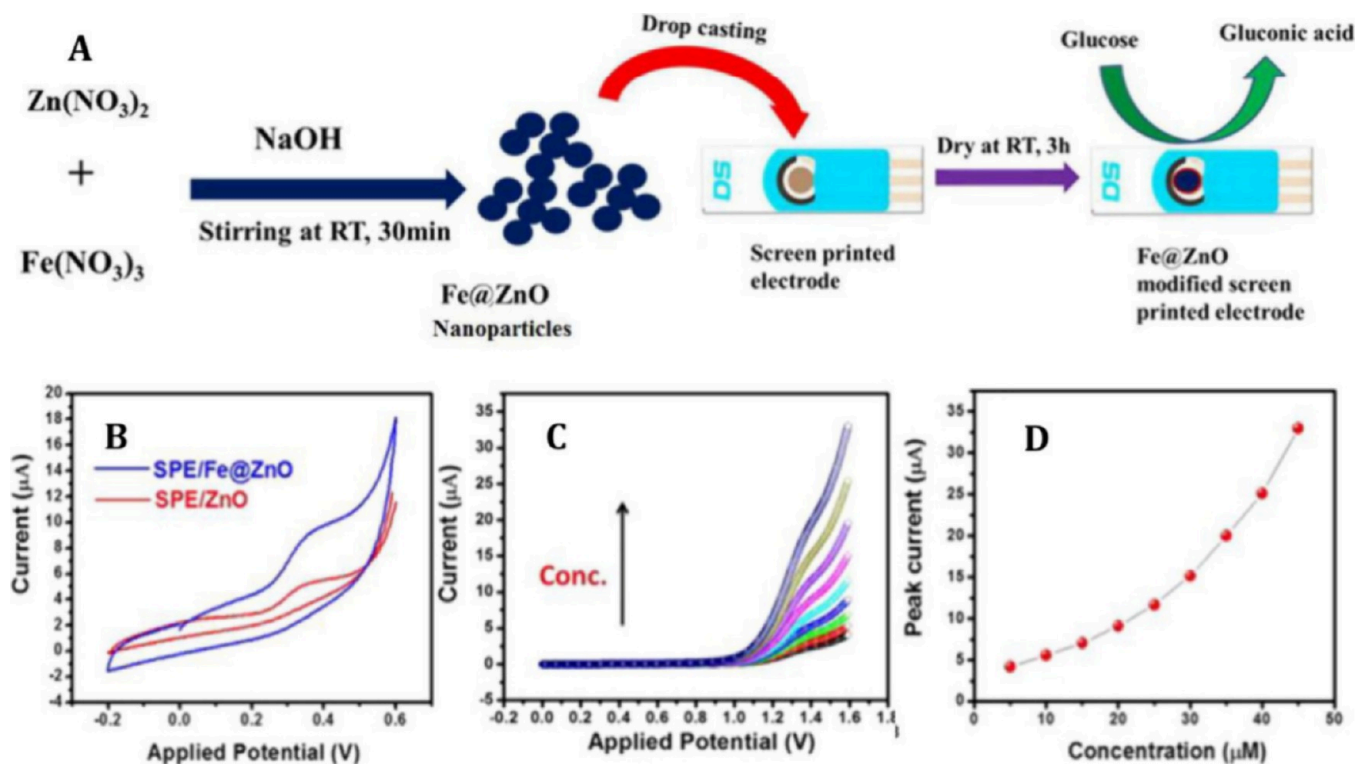 A
Zn(NO₃)₂
+
Fe(NO₃)₃
NaOH
Stirring at RT, 30min
Fe@ZnO
Nanoparticles
Drop casting
DS
Screen printed
electrode
Dry at RT, 3h
Glucose
Gluconic acid
DS
Fe@ZnO
modified screen
printed electrode
B
SPE/Fe@ZnO
SPE/ZnO
Current (µA)
20
18
16
14
12
10
8
6
4
2
0
-2
-4
-0.2
0.0
0.2
0.4
0.6
Applied Potential (V)
C
Conc.
Current (µA)
35
30
25
20
15
10
5
0
-5
0.0
0.2
0.4
0.6
0.8
1.0
1.2
1.4
1.6
Applied Potential (V)
D
Peak current (µA)
35
30
25
20
15
10
5
0
10
20
30
40
50
Concentration (µM)